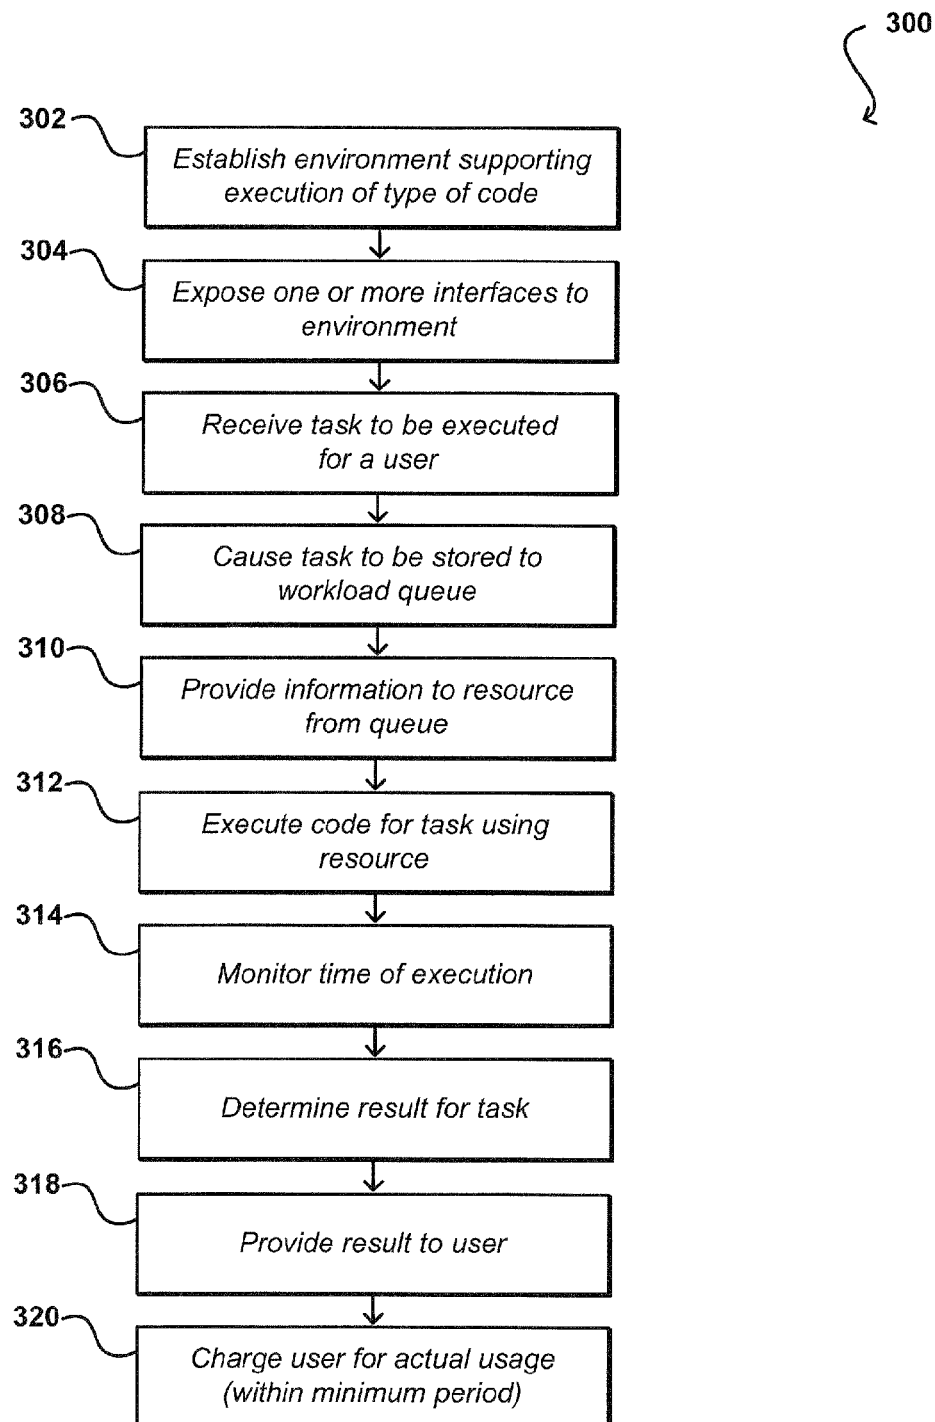 300
302
Establish environment supporting
execution of type of code
304
Expose one or more interfaces to
environment
306
Receive task to be executed
for a user
308
Cause task to be stored to
workload queue
310
Provide information to resource
from queue
312
Execute code for task using
resource
314
Monitor time of execution
316
Determine result for task
318
Provide result to user
320
Charge user for actual usage
(within minimum period)